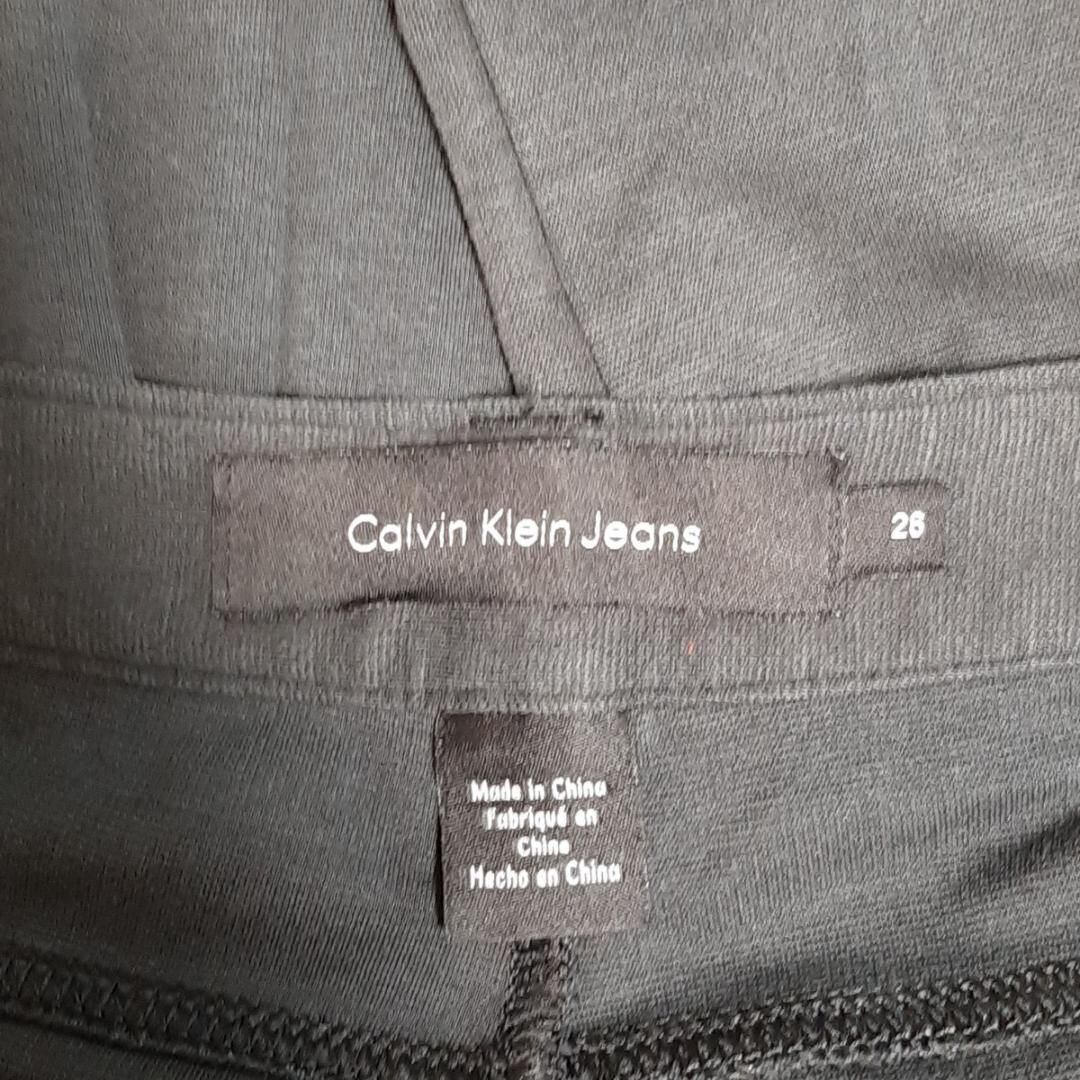 Calvin Klein Jeans
26
Made in China
Fabriqué en
Chine
Hecho en China